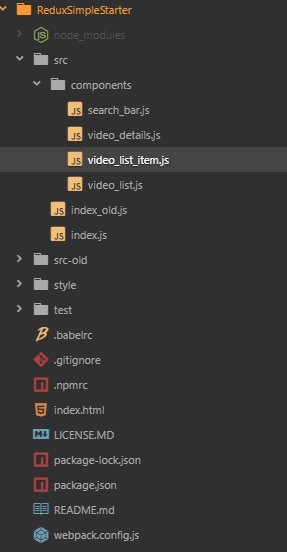 ReduxSimpleStarter
node_modules
src
components
JS search_bar.js
JS video_details.js
JS video_list_item.js
JS video_list.js
JS index_old.js
JS index.js
src-old
style
test
.babelrc
.gitignore
.npmrc
index.html
LICENSE.MD
package-lock.json
package.json
README.md
webpack.config.js